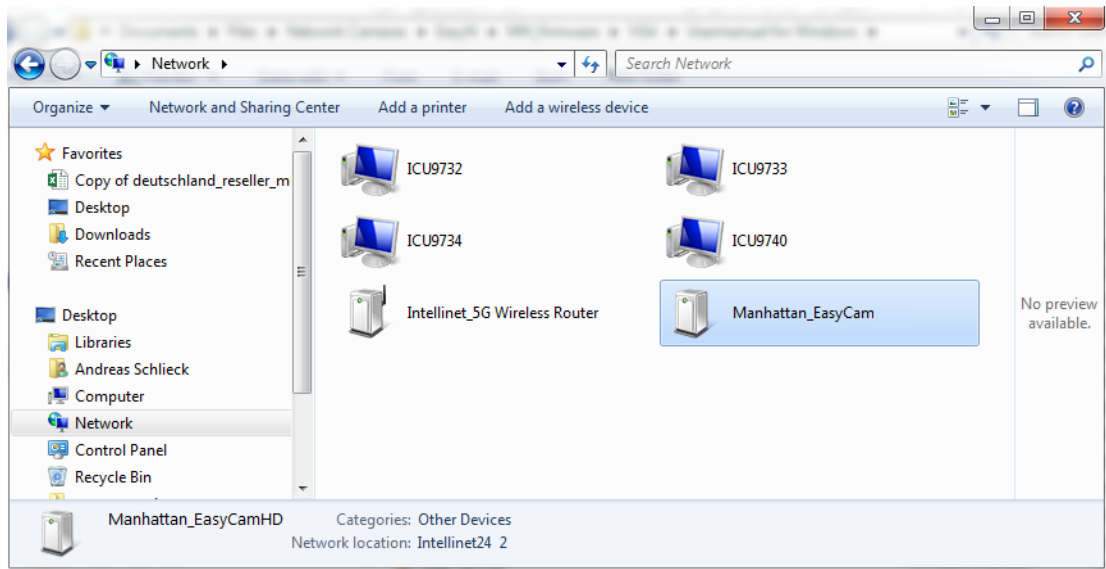 Network
Search Network
Organize
Network and Sharing Center
Add a printer
Add a wireless device
Favorites
Copy of deutschland_reseller_m
Desktop
Downloads
Recent Places
Desktop
Libraries
Andreas Schlieck
Computer
Network
Control Panel
Recycle Bin
ICU9732
ICU9733
ICU9734
ICU9740
Intellinet_5G Wireless Router
Manhattan_EasyCam
No preview
available.
Manhattan_EasyCamHD
Categories: Other Devices
Network location: Intellinet24 2